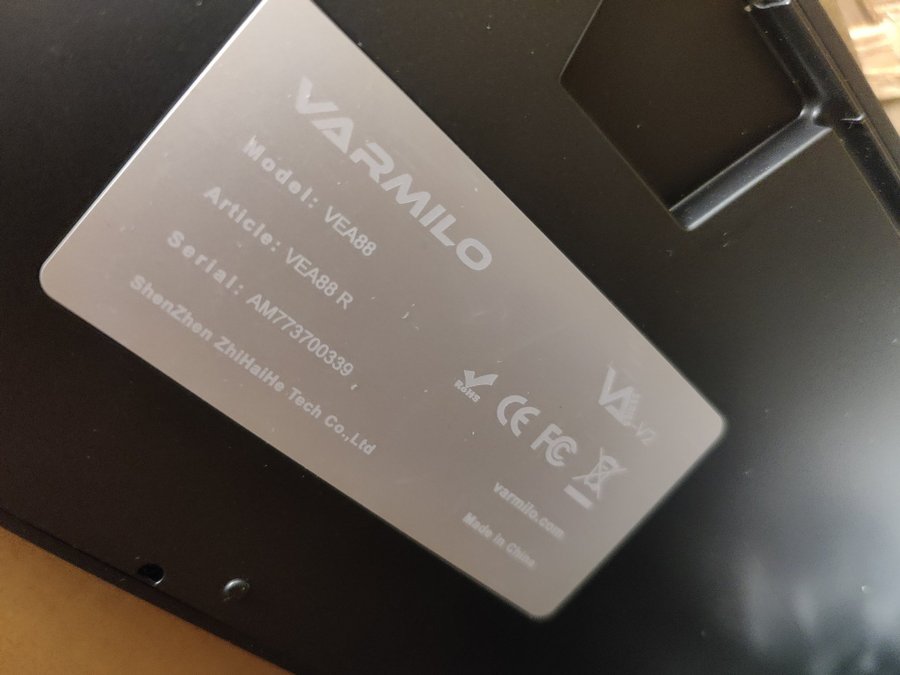 VARMILO
Model: VEA88
Article: VEA88 R
Serial: AM773700339
ShenZhen ZhiHaiHe Tech Co.,Ltd
VA
-V2
RoHS
CE FC
varmilo.com
Made in China